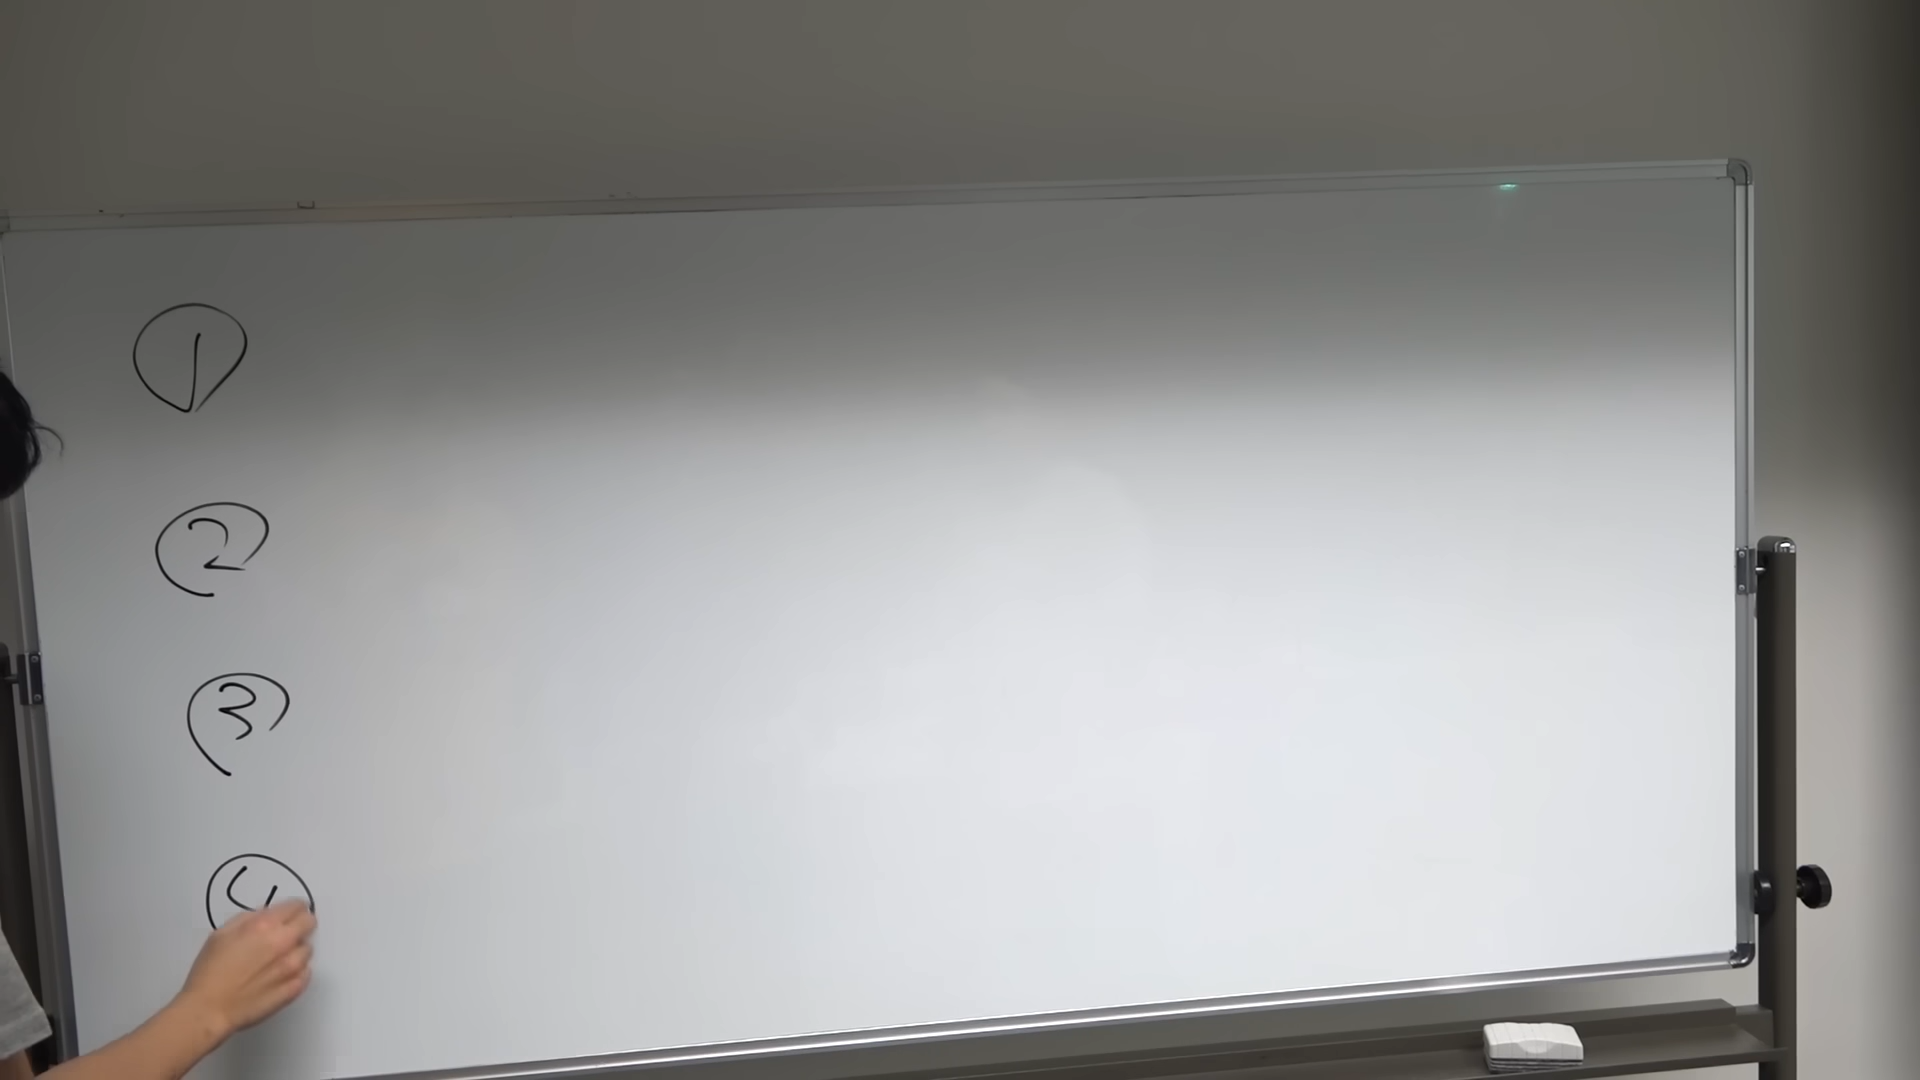 ①
②
③
④